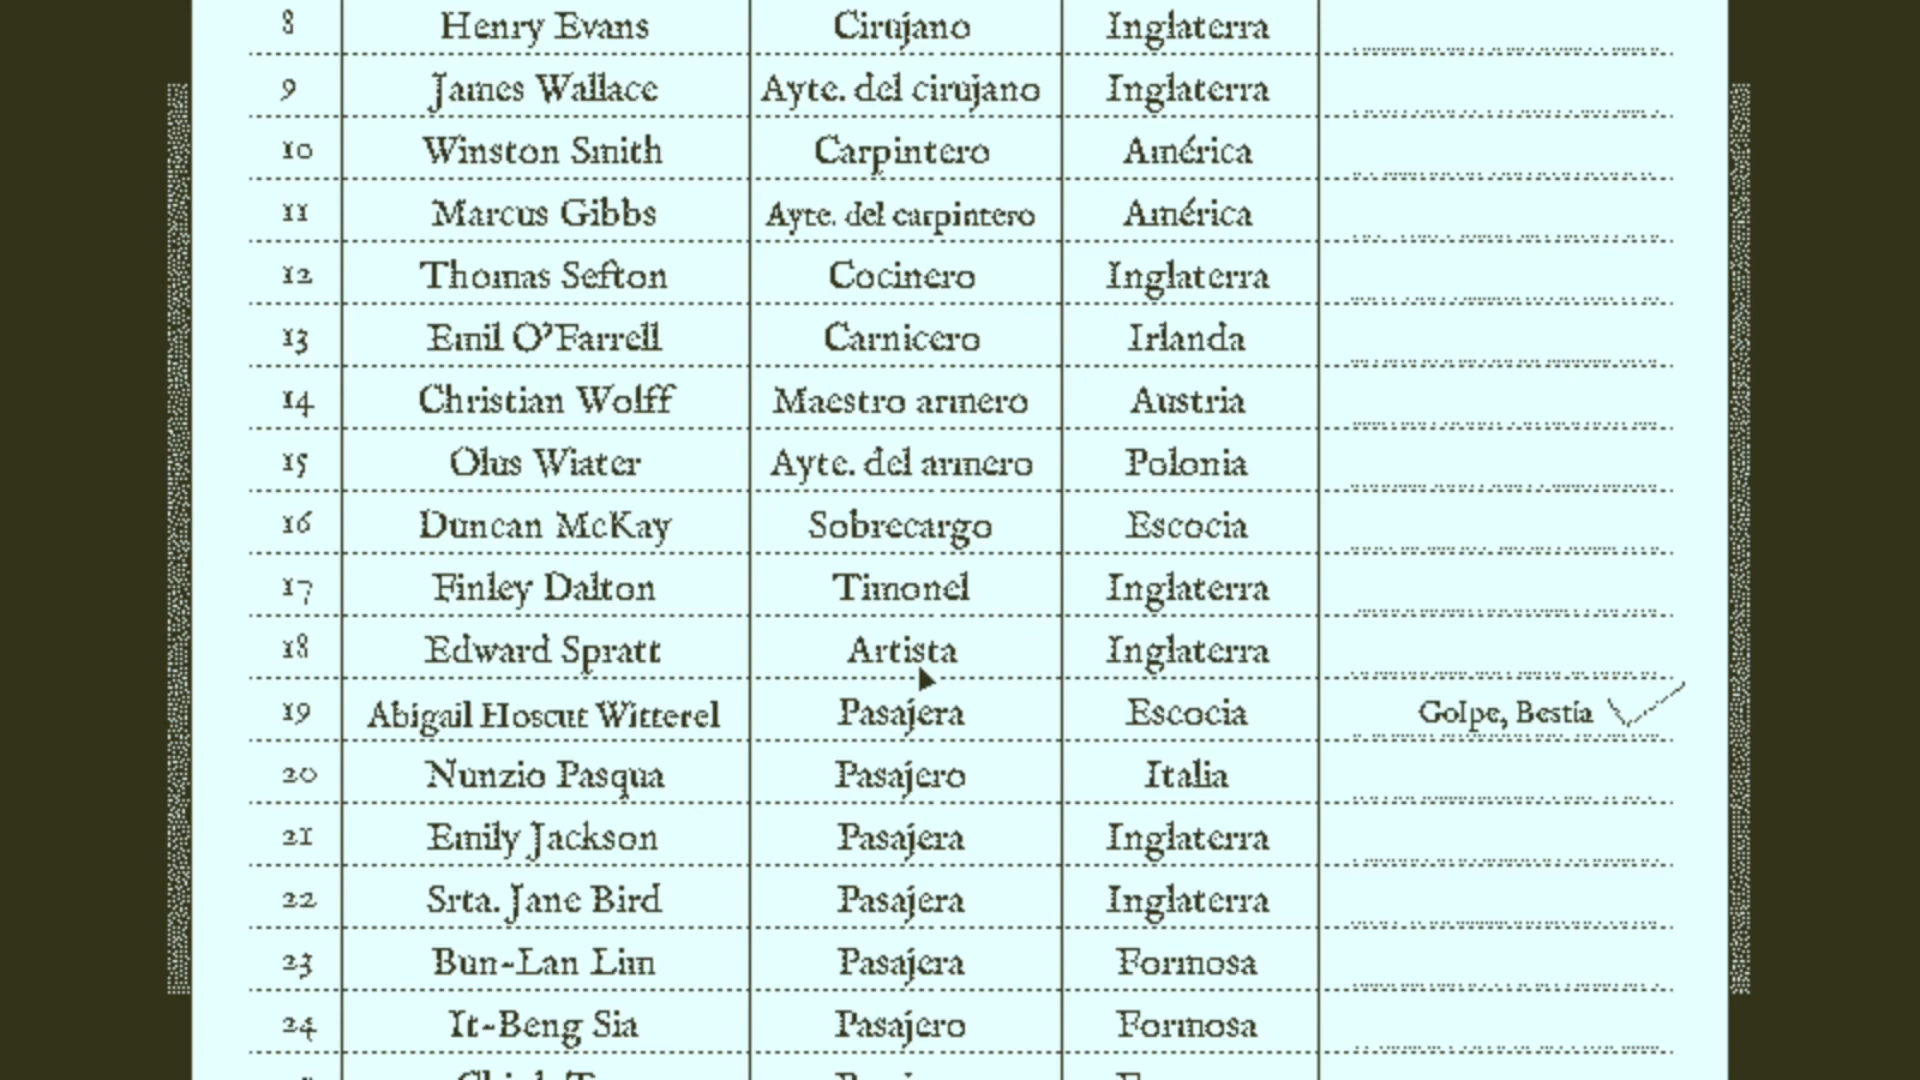 8 Henry Evans Cirujano Inglaterra
9 James Wallace Ayte. del cirujano Inglaterra
10 Winston Smith Carpintero América
11 Marcus Gibbs Ayte. del carpintero América
12 Thomas Sefton Cocinero Inglaterra
13 Emil O'Farrell Carnicero Irlanda
14 Christian Wolff Maestro armero Austria
15 Olus Wiater Ayte. del armero Polonia
16 Duncan McKay Sobrecargo Escocia
17 Finley Dalton Timonel Inglaterra
18 Edward Spratt Artista Inglaterra
19 Abigail Hoscut Witterel Pasajera Escocia Golpe, Bestia
20 Nunzio Pasqua Pasajero Italia
21 Emily Jackson Pasajera Inglaterra
22 Srta. Jane Bird Pasajera Inglaterra
23 Bun-Lan Lim Pasajera Formosa
24 It-Beng Sia Pasajero Formosa